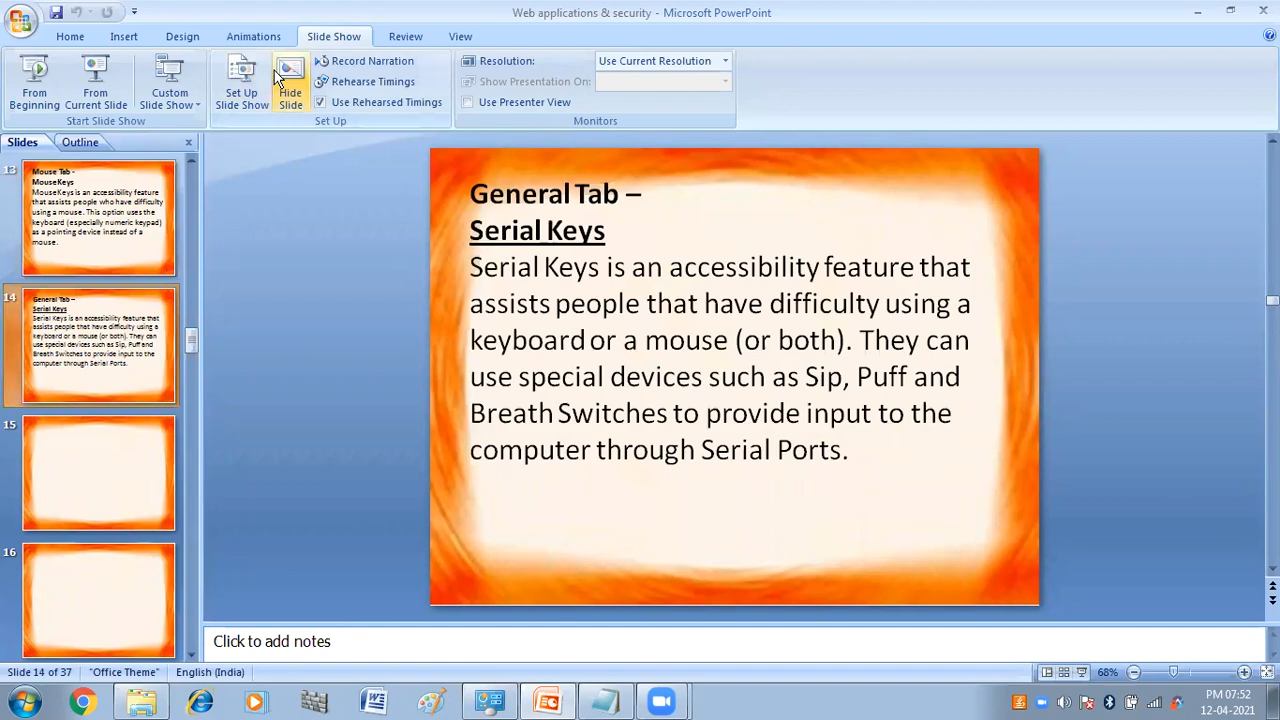 Web applications & security - Microsoft PowerPoint
Home Insert Design Animations Slide Show Review View
From Beginning
From Current Slide
Custom Slide Show
Start Slide Show
Set Up Slide Show
Hide Slide
Record Narration
Rehearse Timings
Use Rehearsed Timings
Set Up
Resolution: Use Current Resolution
Show Presentation On:
Use Presenter View
Monitors
Slides Outline
13
Mouse Tab -
MouseKeys
MouseKeys is an accessibility feature
that assists people who have difficulty
using a mouse. This option uses the
keyboard (especially numeric keypad)
as a pointing device instead of a
mouse.
14
General Tab –
Serial Keys
Serial Keys is an accessibility feature that
assists people that have difficulty using a
keyboard or a mouse (or both). They can
use special devices such as Sip, Puff and
Breath Switches to provide input to the
computer through Serial Ports.
15
16
General Tab –
Serial Keys
Serial Keys is an accessibility feature that
assists people that have difficulty using a
keyboard or a mouse (or both). They can
use special devices such as Sip, Puff and
Breath Switches to provide input to the
computer through Serial Ports.
Click to add notes
Slide 14 of 37 "Office Theme" English (India) 68%
PM 07:52
12-04-2021